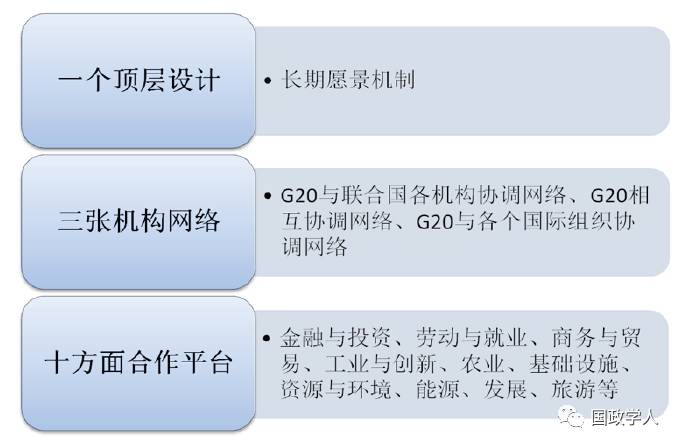 一个顶层设计
• 长期愿景机制
三张机构网络
• G20与联合国各机构协调网络、G20相
互协调网络、G20与各个国际组织协
调网络
十方面合作平台
• 金融与投资、劳动与就业、商务与贸
易、工业与创新、农业、基础设施、
资源与环境、能源、发展、旅游等
国政学人